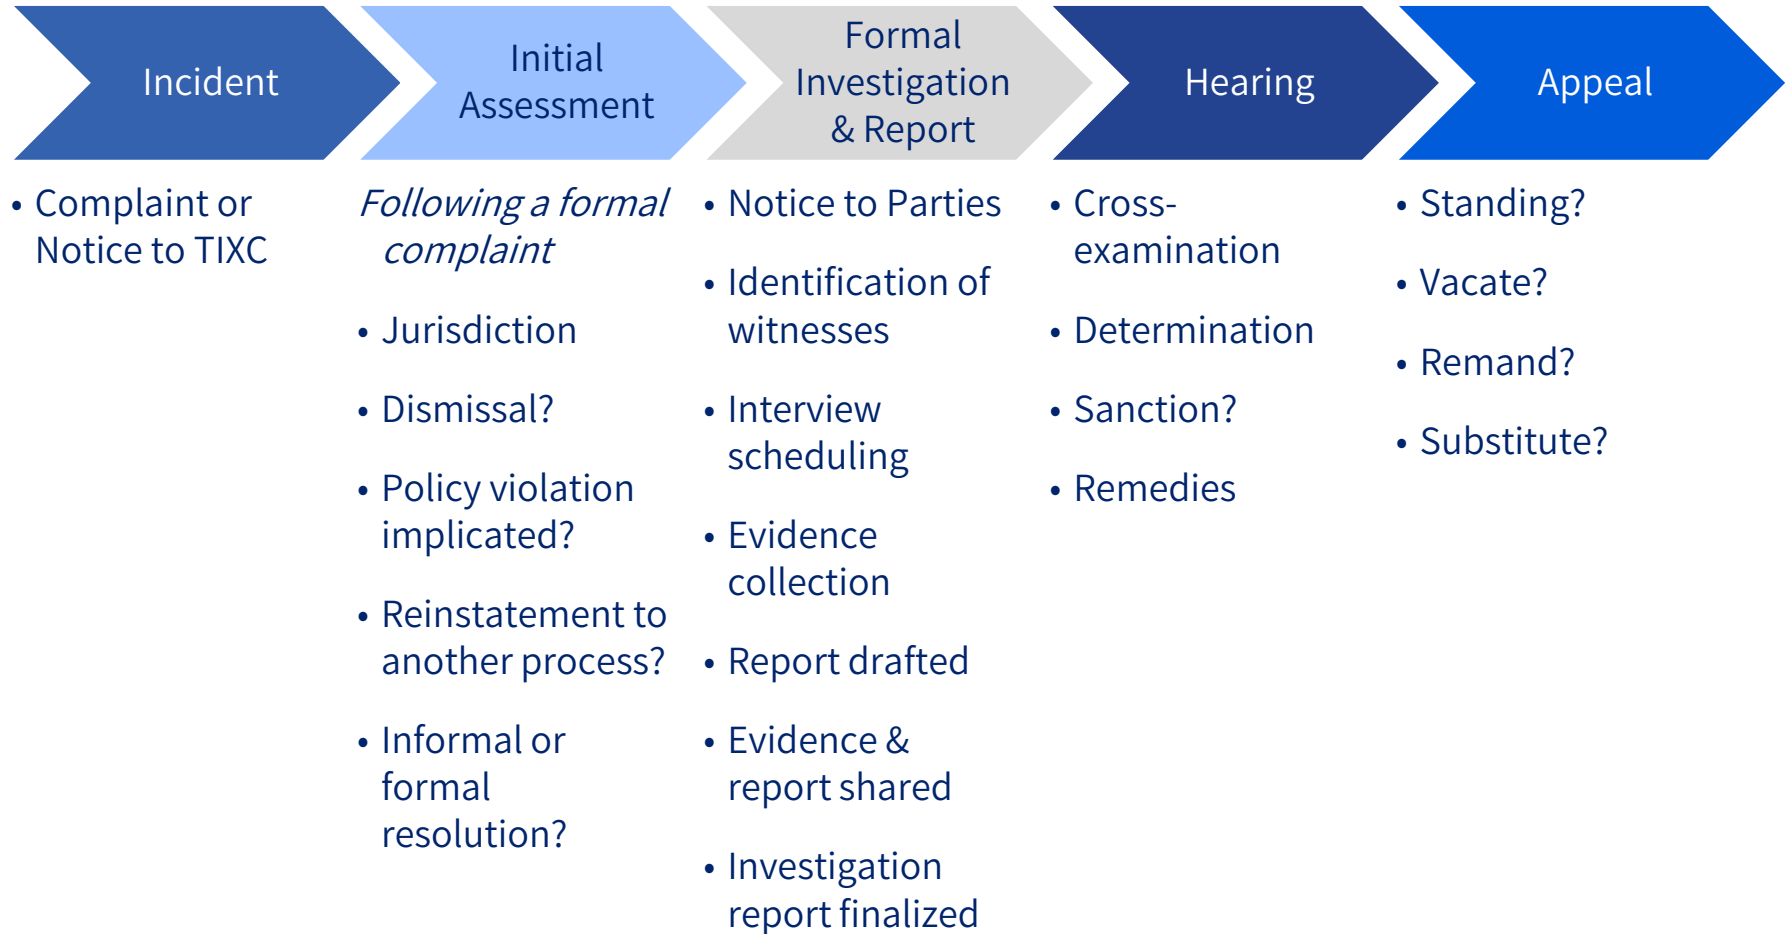 Incident
Initial
Assessment
Formal
Investigation
& Report
Hearing
Appeal
• Complaint or
Notice to TIXC
Following a formal
complaint
• Jurisdiction
• Dismissal?
• Policy violation
implicated?
• Reinstatement to
another process?
• Informal or
formal
resolution?
• Notice to Parties
• Identification of
witnesses
• Interview
scheduling
• Evidence
collection
• Report drafted
• Evidence &
report shared
• Investigation
report finalized
• Cross-
examination
• Determination
• Sanction?
• Remedies
• Standing?
• Vacate?
• Remand?
• Substitute?